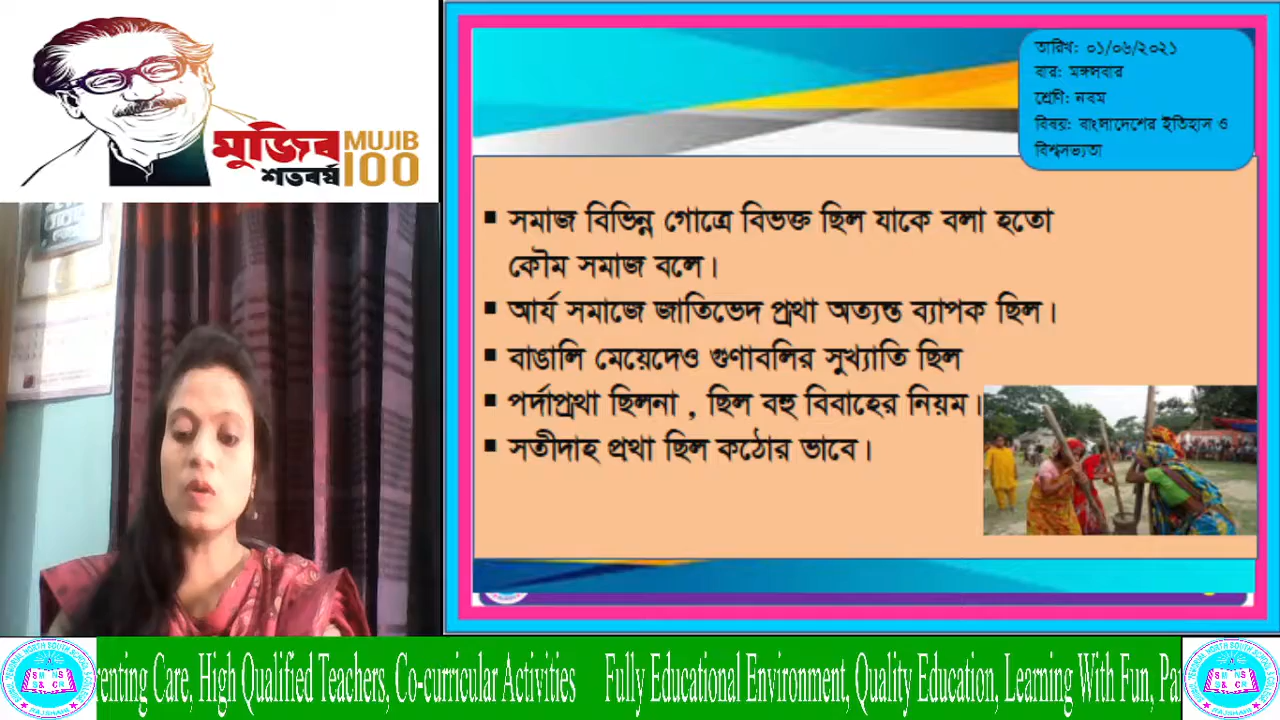 মুজিব
শতবর্ষ
MUJIB
100
তারিখ: ০১/০৬/২০২১
বার: মঙ্গলবার
শ্রেণি: নবম
বিষয়: বাংলাদেশের ইতিহাস ও
বিশ্বসভ্যতা
▪ সমাজ বিভিন্ন গোত্রে বিভক্ত ছিল যাকে বলা হতো
কৌম সমাজ বলে।
▪ আর্য সমাজে জাতিভেদ প্রথা অত্যন্ত ব্যাপক ছিল।
▪ বাঙালি মেয়েদেও গুণাবলির সুখ্যাতি ছিল
▪ পর্দাপ্রথা ছিলনা , ছিল বহু বিবাহের নিয়ম।
▪ সতীদাহ প্রথা ছিল কঠোর ভাবে।
renting Care, High Qualified Teachers, Co-curricular Activities Fully Educational Environment, Quality Education, Learning With Fun, Pa